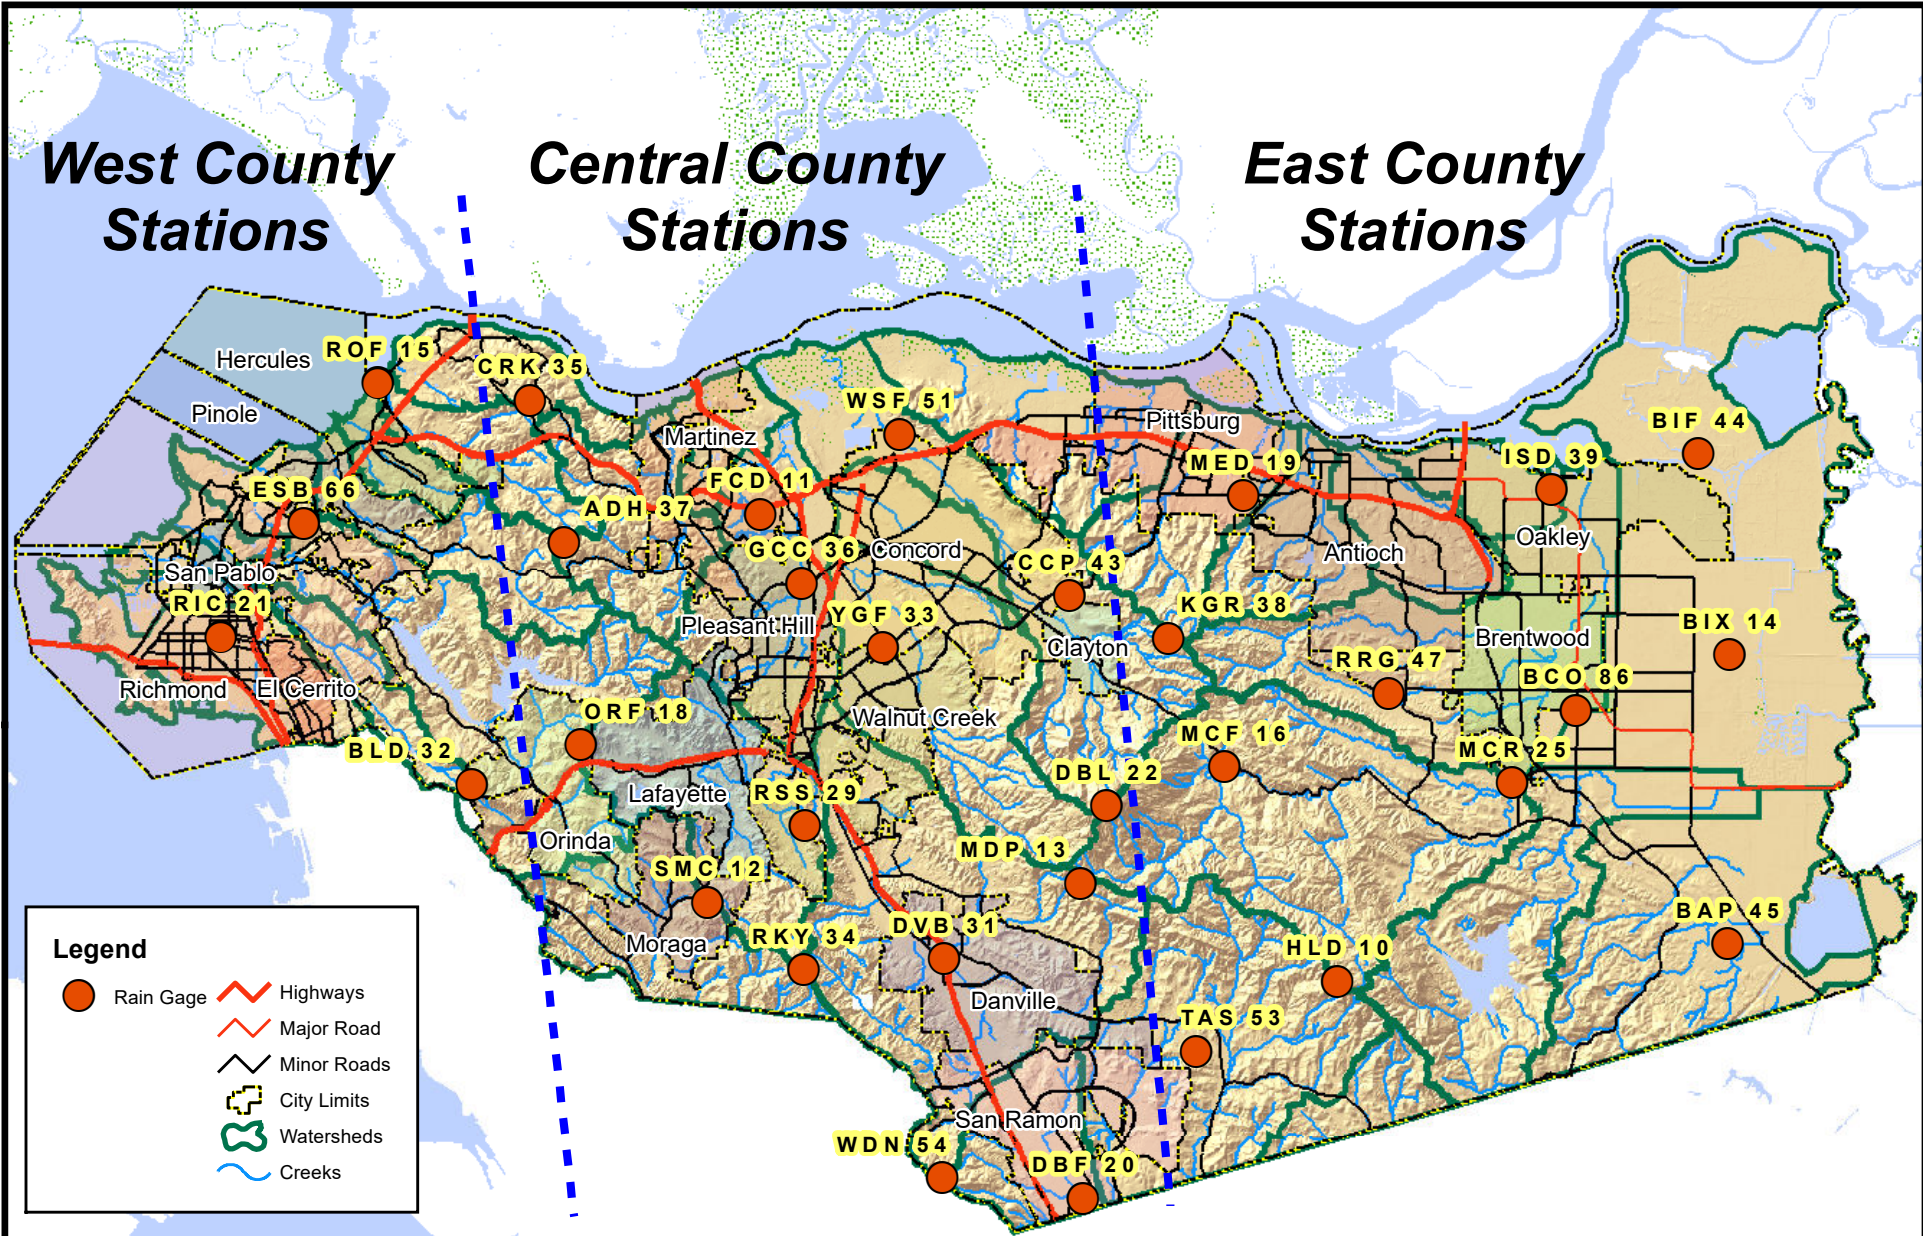 West County
Stations
Central County
Stations
East County
Stations
Hercules
ROF 15
CRK 35
Pinole
WSF 51
Martinez
Pittsburg
BIF 44
ESB 66
ADH 37
FCD 11
MED 19
ISD 39
GCC 36
Concord
CCP 43
Antioch
Oakley
San Pablo
RIC 21
Pleasant Hill
YGF 33
Clayton
KGR 38
Brentwood
BIX 14
Richmond
El Cerrito
RRG 47
BCO 86
ORF 18
Walnut Creek
BLD 32
MCF 16
MCR 25
Lafayette
RSS 29
DBL 22
Orinda
MDP 13
SMC 12
Moraga
RKY 34
DVB 31
HLD 10
BAP 45
Danville
TAS 53
San Ramon
WDN 54
DBF 20
Legend
Rain Gage
Highways
Major Road
Minor Roads
City Limits
Watersheds
Creeks